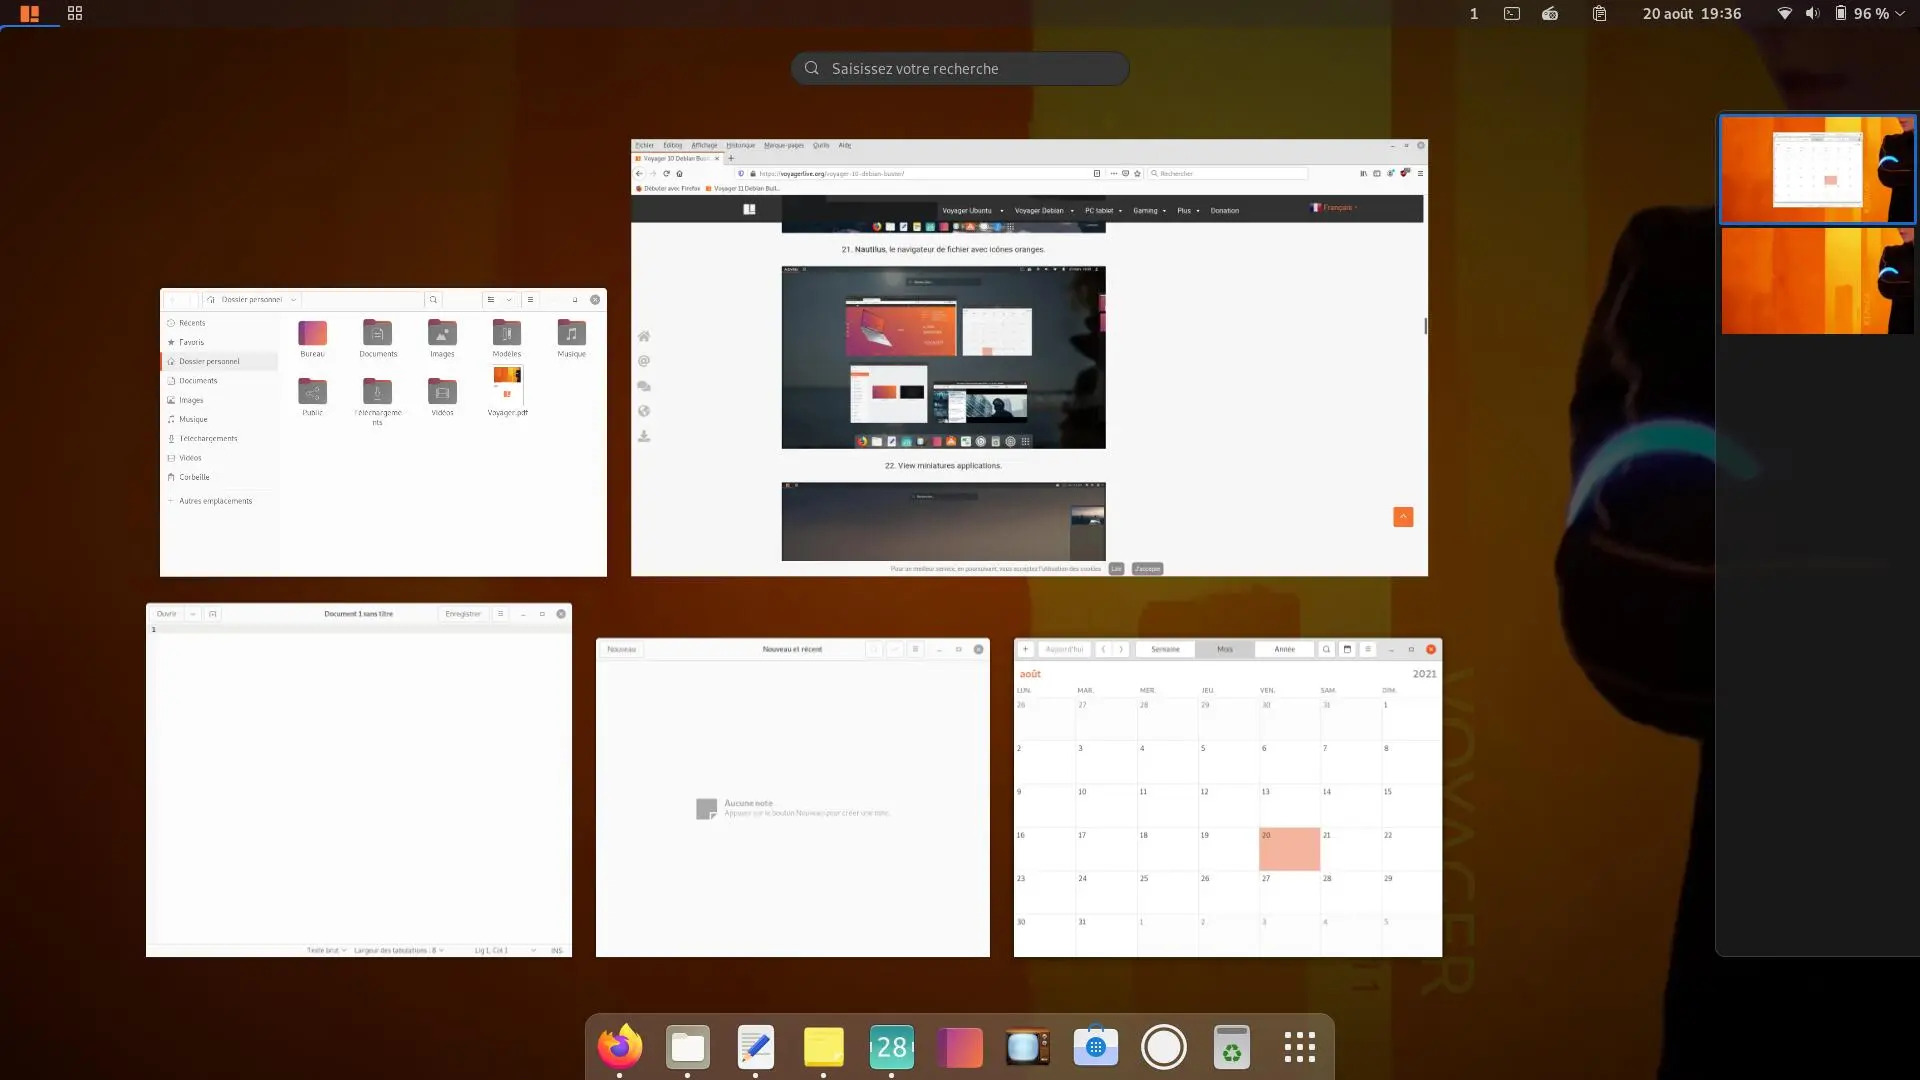 1
20 août 19:36
96 %
Saisissez votre recherche
Fichier Édition Affichage Historique Marque-pages Outils Aide
Voyager 10 Debian Bust
https://voyagerlive.org/voyager-10-debian-buster/
Rechercher
Débuter avec Firefox Voyager 11 Debian Bull...
Voyager Ubuntu Voyager Debian PC tablet Gaming Plus Donation
Français
21. Nautilus, le navigateur de fichier avec icônes oranges.
22. View miniatures applications.
Pour un meilleur service, en poursuivant, vous acceptez l'utilisation des cookies
Lire J'accepte
Dossier personnel
Récents
Favoris
Dossier personnel
Documents
Images
Musique
Téléchargements
Vidéos
Corbeille
Autres emplacements
Bureau Documents Images Modèles Musique
Public Téléchargeme
nts Vidéos Voyager.pdf
Ouvrir Document 1 sans titre Enregistrer
1
Texte brut Largeur des tabulations : 8 Lig 1, Col 1 INS
Nouveau Nouveau et récent
Aucune note
Appuyez sur le bouton Nouveau pour créer une note.
Aujourd'hui Semaine Mois Année
août 2021
LUN. MAR. MER. JEU. VEN. SAM. DIM.
26 27 28 29 30 31 1
2 3 4 5 6 7 8
9 10 11 12 13 14 15
16 17 18 19 20 21 22
23 24 25 26 27 28 29
30 31 1 2 3 4 5
VOYAGER
11
28